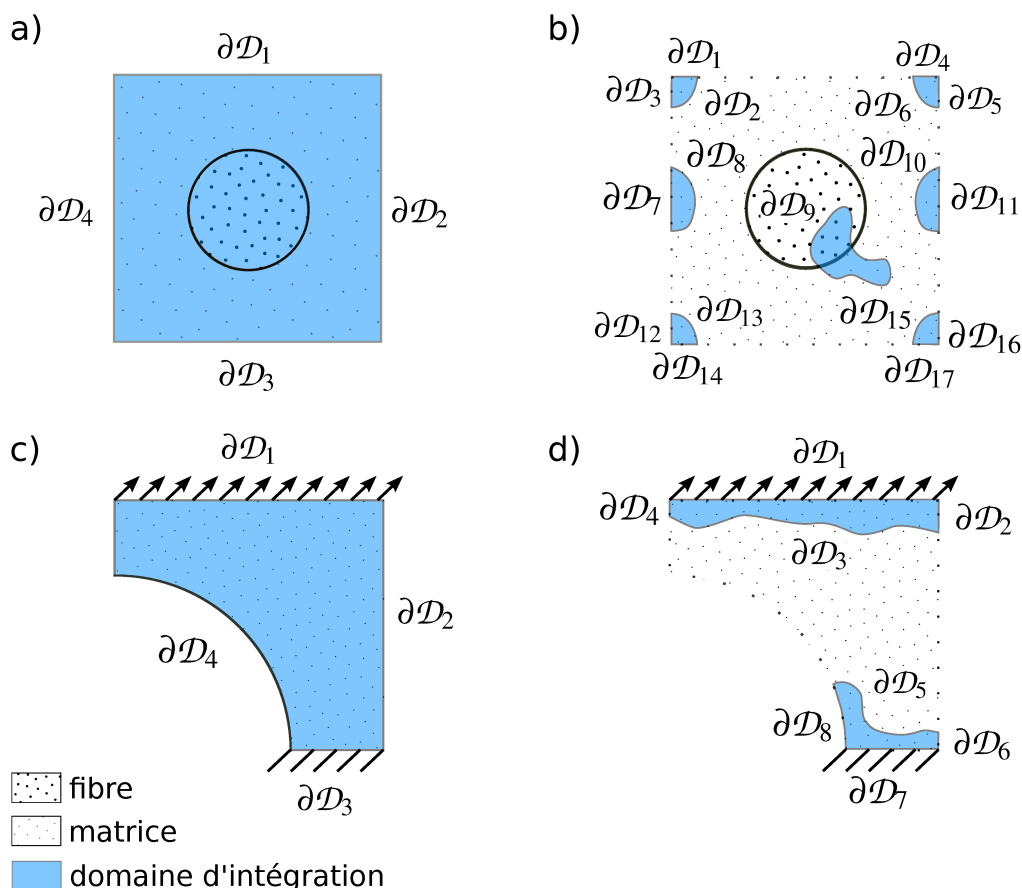 a)
∂𝒟₁
∂𝒟₄
∂𝒟₂
∂𝒟₃
b)
∂𝒟₁
∂𝒟₄
∂𝒟₃
∂𝒟₂
∂𝒟₆
∂𝒟₅
∂𝒟₈
∂𝒟₁₀
∂𝒟₇
∂𝒟₉
∂𝒟₁₁
∂𝒟₁₂
∂𝒟₁₃
∂𝒟₁₅
∂𝒟₁₆
∂𝒟₁₄
∂𝒟₁₇
c)
∂𝒟₁
∂𝒟₂
∂𝒟₄
∂𝒟₃
d)
∂𝒟₁
∂𝒟₄
∂𝒟₂
∂𝒟₃
∂𝒟₅
∂𝒟₈
∂𝒟₆
∂𝒟₇
fibre
matrice
domaine d'intégration